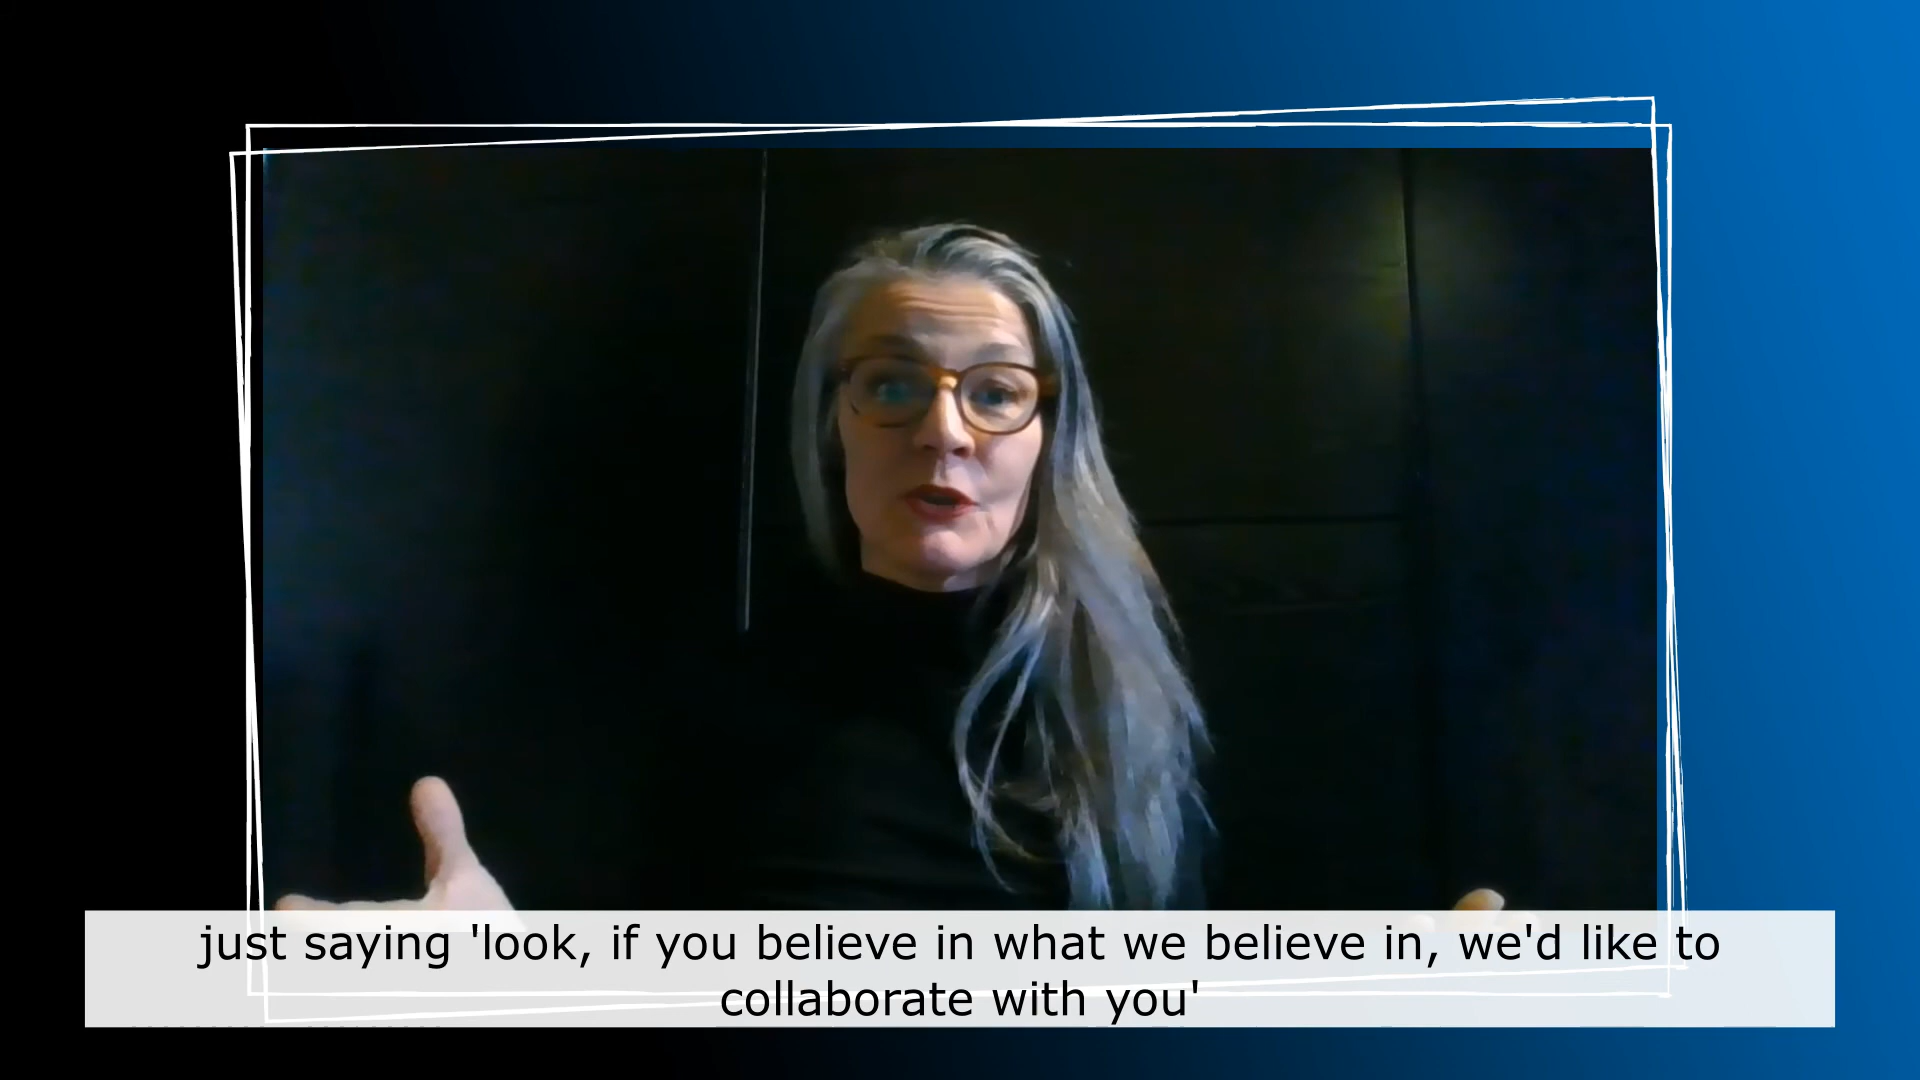 just saying 'look, if you believe in what we believe in, we'd like to
collaborate with you'